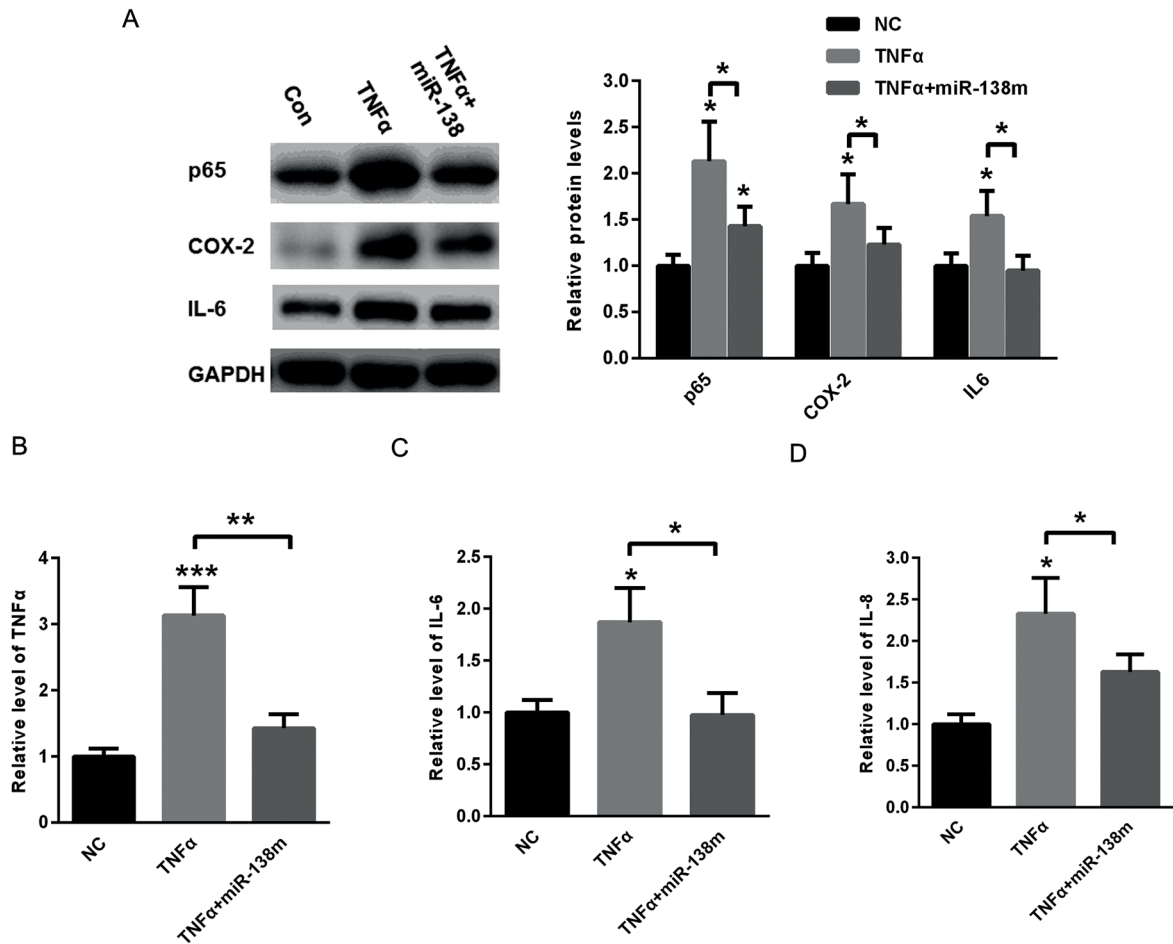 A
Con
TNFα
TNFα+
miR-138
p65
COX-2
IL-6
GAPDH
NC
TNFα
TNFα+miR-138m
Relative protein levels
3.0
2.5
2.0
1.5
1.0
0.5
0.0
*
*
*
*
*
*
*
p65
COX-2
IL6
B
Relative level of TNFα
4
3
2
1
0
***
**
NC
TNFα
TNFα+miR-138m
C
Relative level of IL-6
2.5
2.0
1.5
1.0
0.5
0.0
*
*
NC
TNFα
TNFα+miR-138m
D
Relative level of IL-8
3.0
2.5
2.0
1.5
1.0
0.5
0.0
*
*
NC
TNFα
TNFα+miR-138m